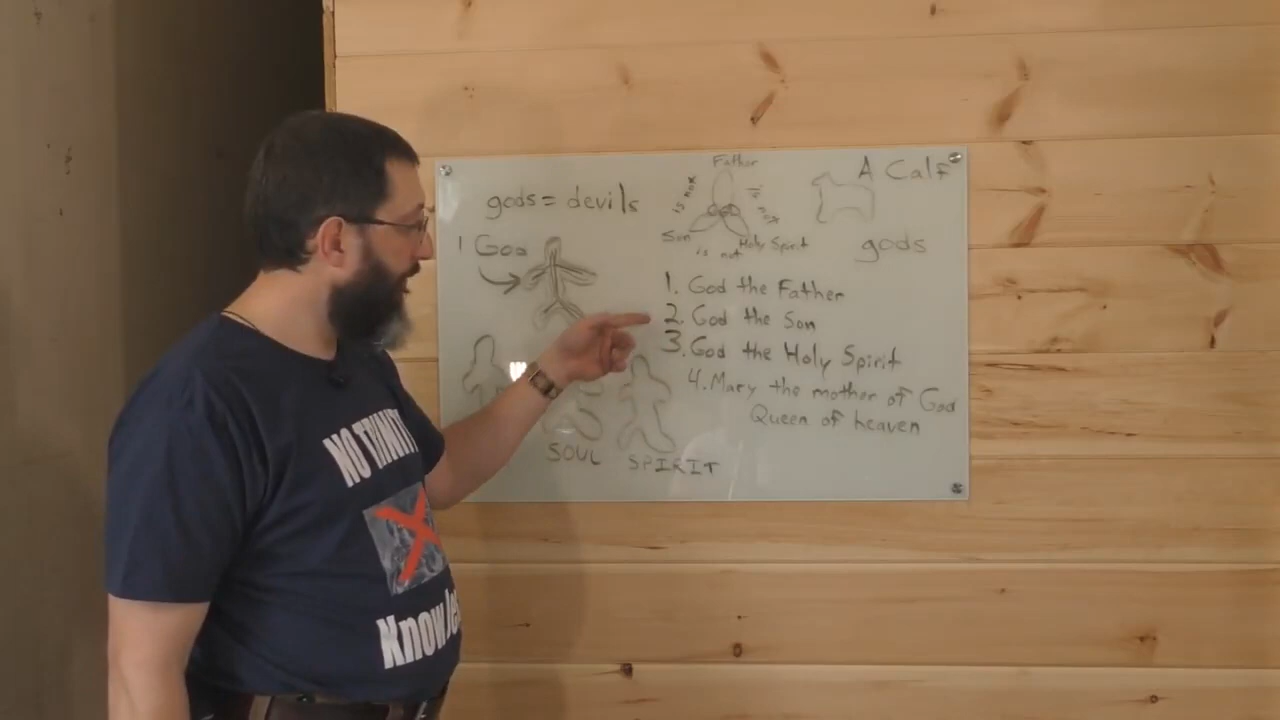 gods = devils
1 God
SOUL
SPIRIT
Father
is not
is not
Son
Holy Spirit
is not
A Calf
gods
1. God the Father
2. God the Son
3. God the Holy Spirit
4. Mary the mother of God
Queen of heaven
NO TRINITY